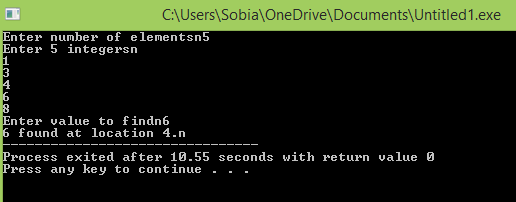 C:\Users\Sobia\OneDrive\Documents\Untitled1.exe
Enter number of elementsn5
Enter 5 integersn
1
3
4
6
8
Enter value to findn6
6 found at location 4.n
--------------------------------
Process exited after 10.55 seconds with return value 0
Press any key to continue . . .